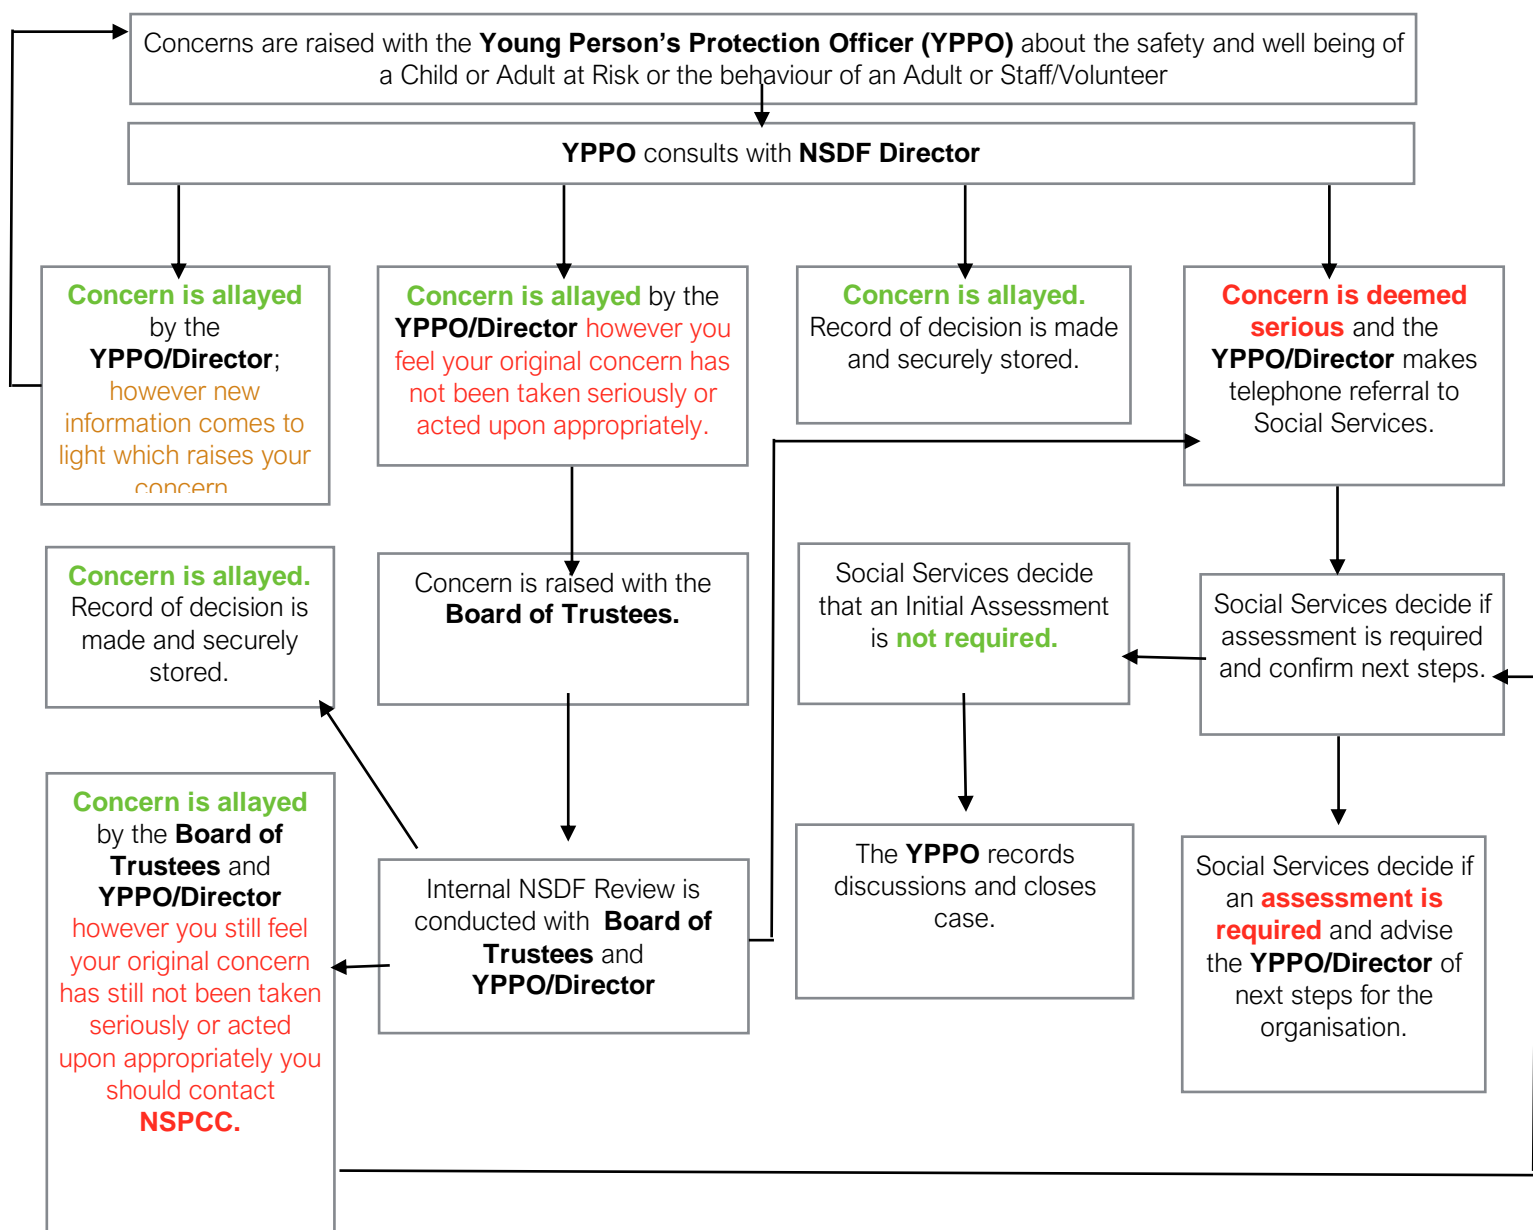 Concerns are raised with the Young Person's Protection Officer (YPPO) about the safety and well being of
a Child or Adult at Risk or the behaviour of an Adult or Staff/Volunteer
YPPO consults with NSDF Director
Concern is allayed
by the
YPPO/Director;
however new
information comes to
light which raises your
concern
Concern is allayed by the
YPPO/Director however you
feel your original concern has
not been taken seriously or
acted upon appropriately.
Concern is allayed.
Record of decision is made
and securely stored.
Concern is deemed
serious and the
YPPO/Director makes
telephone referral to
Social Services.
Concern is allayed.
Record of decision is
made and securely
stored.
Concern is raised with the
Board of Trustees.
Social Services decide
that an Initial Assessment
is not required.
Social Services decide if
assessment is required
and confirm next steps.
Concern is allayed
by the Board of
Trustees and
YPPO/Director
however you still feel
your original concern
has still not been taken
seriously or acted
upon appropriately you
should contact
NSPCC.
Internal NSDF Review is
conducted with Board of
Trustees and
YPPO/Director
The YPPO records
discussions and closes
case.
Social Services decide if
an assessment is
required and advise
the YPPO/Director of
next steps for the
organisation.